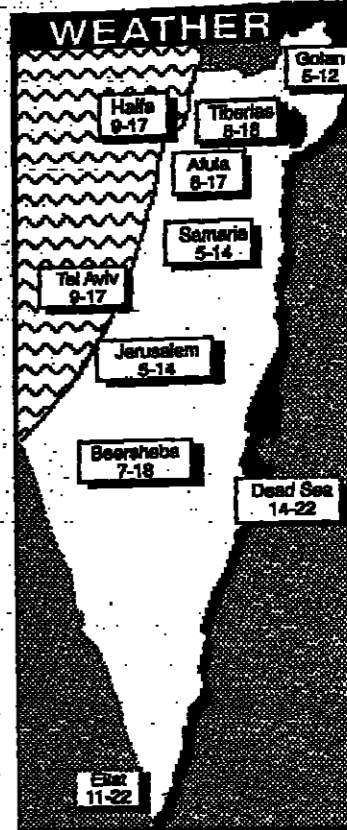 WEATHER
Golan
5-12
Haifa
9-17
Tiberias
8-18
Afula
6-17
Samaria
5-14
Tel Aviv
9-17
Jerusalem
5-14
Beersheba
7-18
Dead Sea
14-22
Eilat
11-22